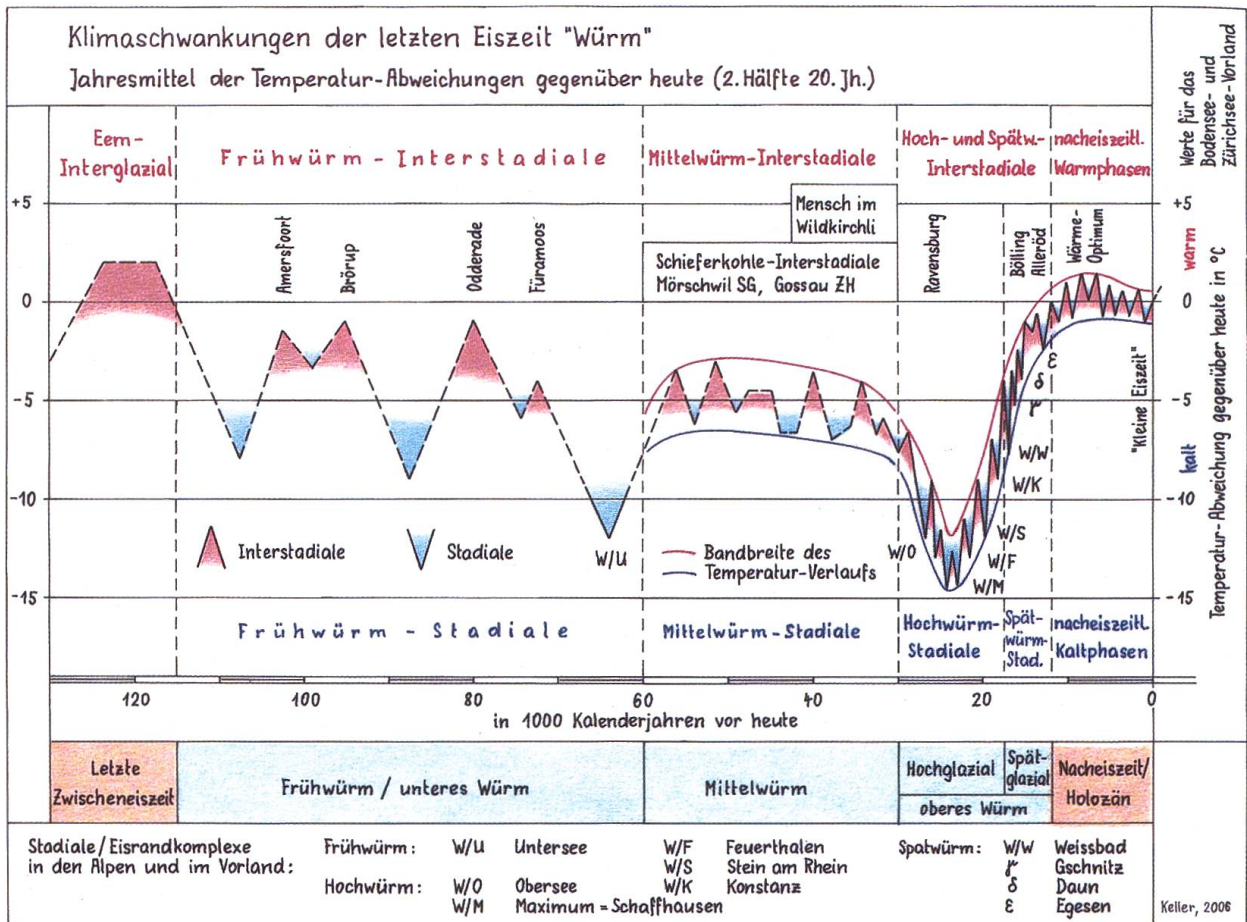 Klimaschwankungen der letzten Eiszeit "Würm"
Jahresmittel der Temperatur-Abweichungen gegenüber heute (2. Hälfte 20. Jh.)
Werte für das
Bodensee- und
Zürichsee-Vorland
Eem-
Interglazial
Frühwürm - Interstadiale
Mittelwürm-Interstadiale
Hoch- und Spätw.-
Interstadiale
nacheiszeitl.
Warmphasen
+5
0
-5
-10
-15
Amersfoort
Brörup
Odderade
Füramoos
Mensch im
Wildkirchli
Schieferkohle-Interstadiale
Mörschwil SG, Gossau ZH
Ravensburg
Bölling
Alleröd
Wärme-
Optimum
"Kleine Eiszeit"
+5
0
-5
-10
-15
warm
kalt
Temperatur-Abweichung gegenüber heute in °C
Interstadiale
Stadiale
W/U
Bandbreite des
Temperatur-Verlaufs
W/O
W/M
W/F
W/S
W/K
W/W
ɤ
δ
ε
Frühwürm - Stadiale
Mittelwürm-Stadiale
Hochwürm-
Stadiale
Spät-
würm-
Stad.
nacheiszeitl.
Kaltphasen
120
100
80
60
40
20
0
in 1000 Kalenderjahren vor heute
Letzte
Zwischeneiszeit
Frühwürm / unteres Würm
Mittelwürm
Hochglazial
Spät-
glazial
oberes Würm
Nacheiszeit/
Holozän
Stadiale/Eisrandkomplexe
in den Alpen und im Vorland:
Frühwürm: W/U Untersee
Hochwürm: W/O Obersee
W/M Maximum = Schaffhausen
W/F Feuerthalen
W/S Stein am Rhein
W/K Konstanz
Spatwürm: W/W Weissbad
ɤ Gschnitz
δ Daun
ε Egesen
Keller, 2006